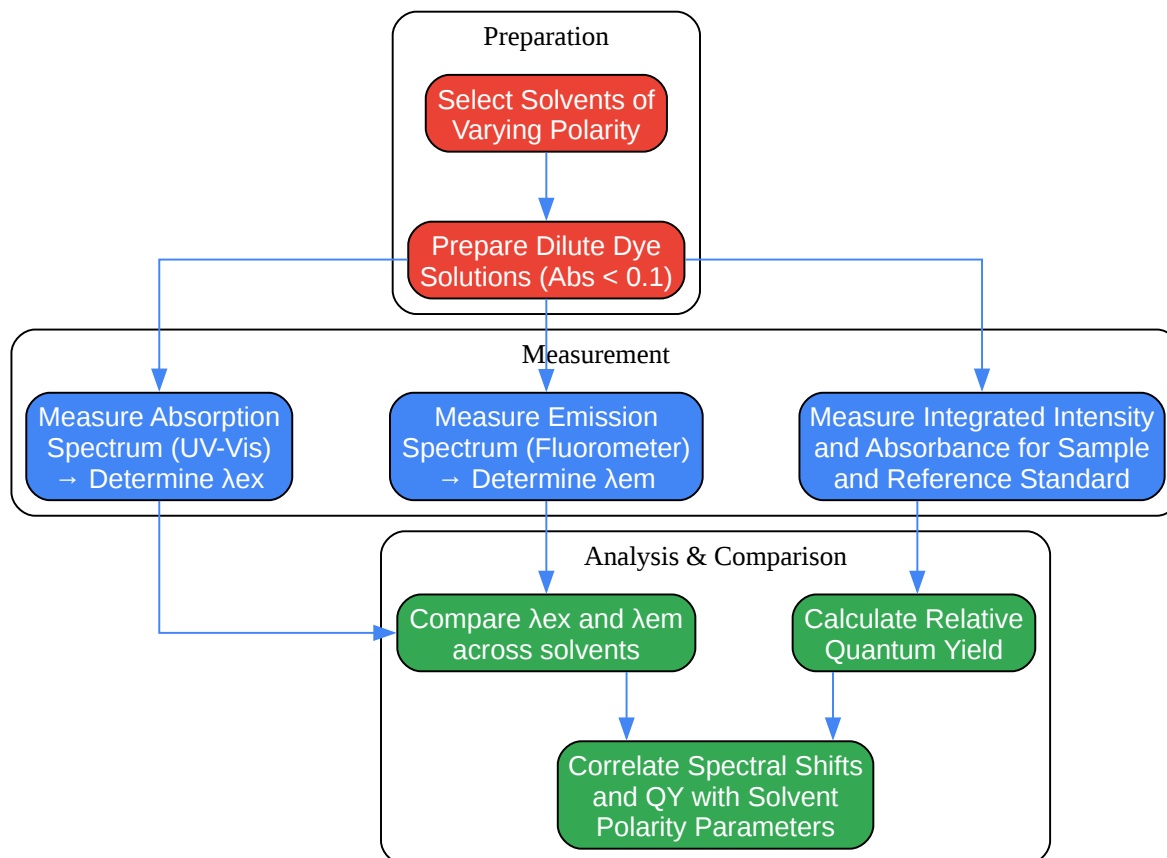 Preparation
Select Solvents of
Varying Polarity
Prepare Dilute Dye
Solutions (Abs < 0.1)
Measurement
Measure Absorption
Spectrum (UV-Vis)
→ Determine λex
Measure Emission
Spectrum (Fluorometer)
→ Determine λem
Measure Integrated Intensity
and Absorbance for Sample
and Reference Standard
Analysis & Comparison
Compare λex and λem
across solvents
Calculate Relative
Quantum Yield
Correlate Spectral Shifts
and QY with Solvent
Polarity Parameters